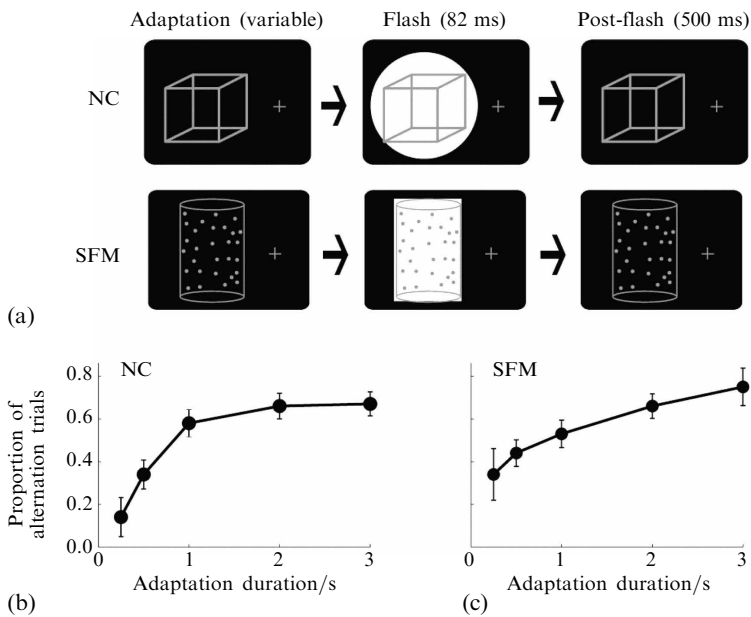 Adaptation (variable) Flash (82 ms) Post-flash (500 ms)
NC
SFM
(a)
NC
Proportion of
alternation trials
0.8
0.6
0.4
0.2
0.0
0 1 2 3
Adaptation duration/s
(b)
SFM
0 1 2 3
Adaptation duration/s
(c)